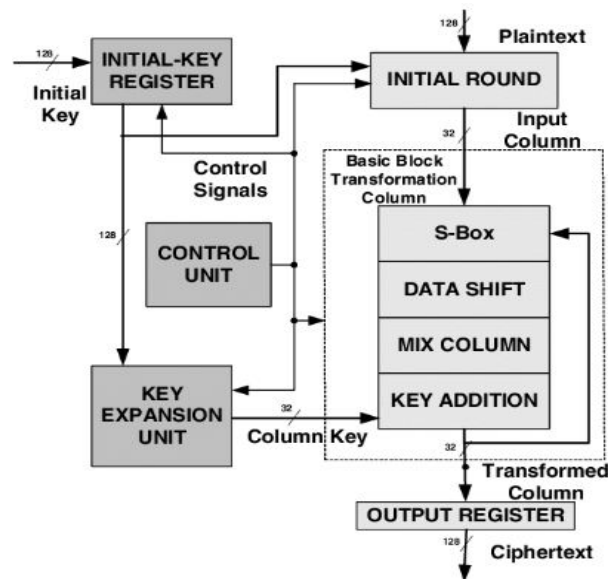 128
Plaintext
128
INITIAL-KEY
REGISTER
INITIAL ROUND
Initial
Key
Input
Column
32
Control
Signals
Basic Block
Transformation
Column
128
S-Box
CONTROL
UNIT
DATA SHIFT
MIX COLUMN
KEY
EXPANSION
UNIT
32
Column Key
KEY ADDITION
32
Transformed
Column
OUTPUT REGISTER
128
Ciphertext